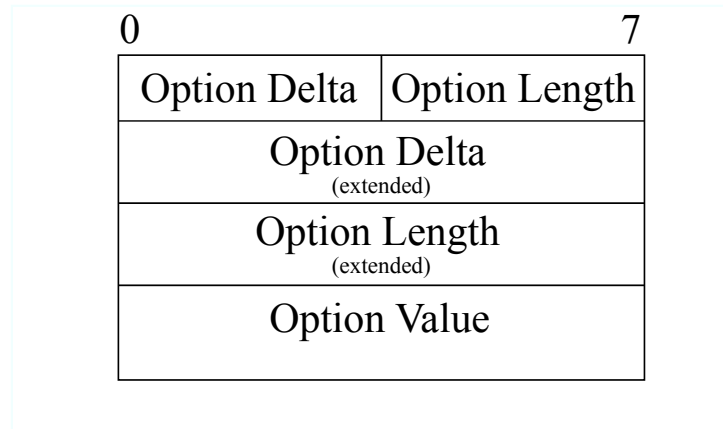 0 7
Option Delta Option Length
Option Delta
(extended)
Option Length
(extended)
Option Value